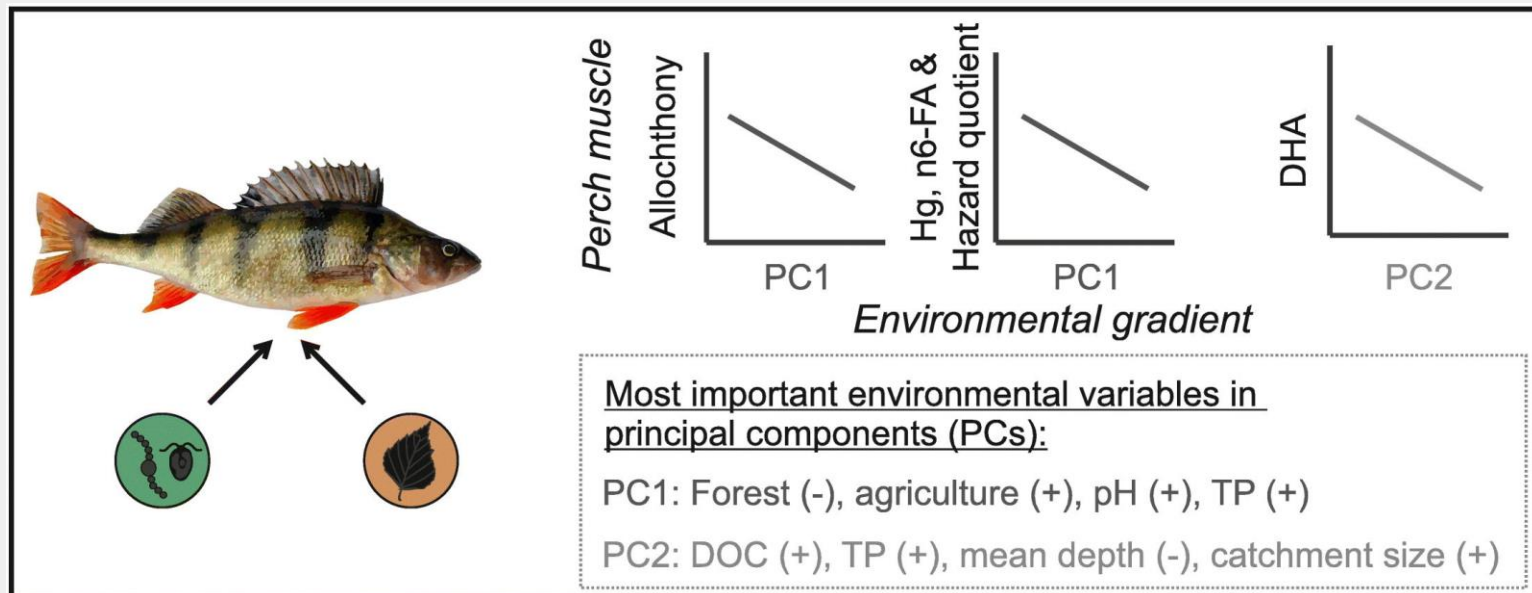 Perch muscle
Allochthony
PC1
Hg, n6-FA &
Hazard quotient
PC1
DHA
PC2
Environmental gradient
Most important environmental variables in
principal components (PCs):
PC1: Forest (-), agriculture (+), pH (+), TP (+)
PC2: DOC (+), TP (+), mean depth (-), catchment size (+)